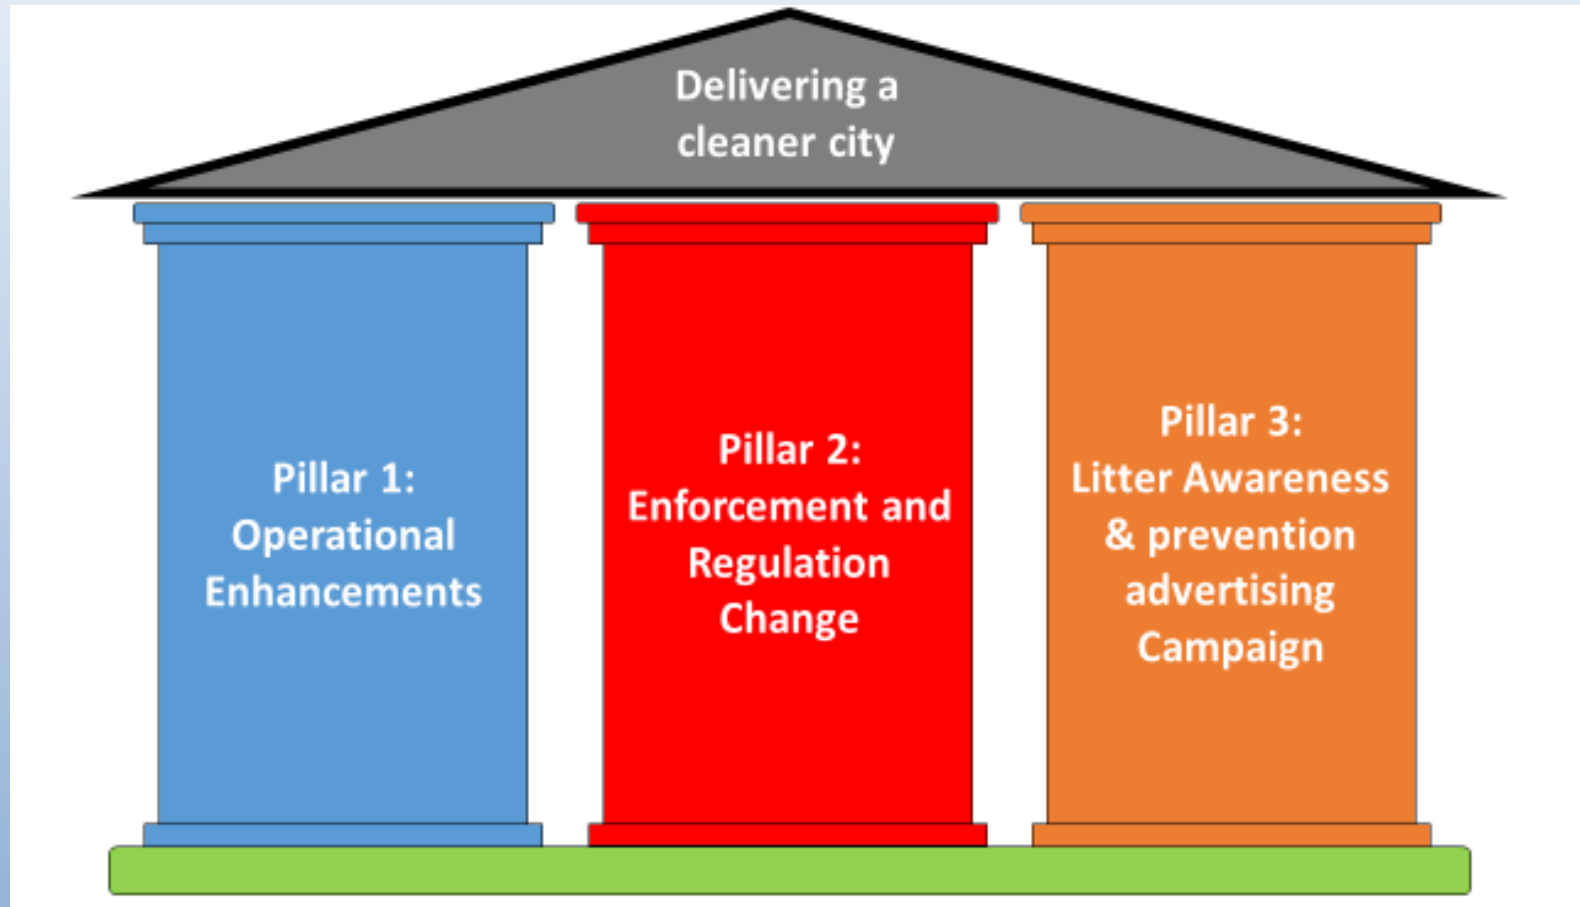 Delivering a
cleaner city
Pillar 1:
Operational
Enhancements
Pillar 2:
Enforcement and
Regulation
Change
Pillar 3:
Litter Awareness
& prevention
advertising
Campaign